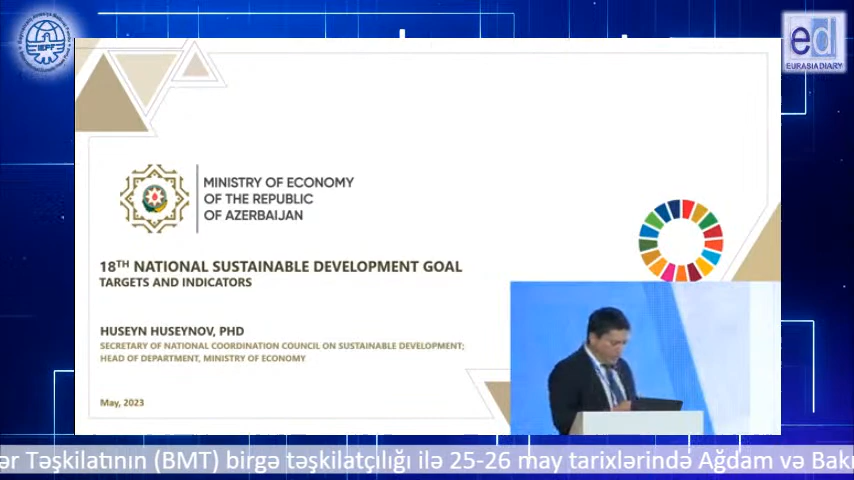 IEPF
ed
EURASIA DIARY
MINISTRY OF ECONOMY
OF THE REPUBLIC
OF AZERBAIJAN
18TH NATIONAL SUSTAINABLE DEVELOPMENT GOAL
TARGETS AND INDICATORS
HUSEYN HUSEYNOV, PHD
SECRETARY OF NATIONAL COORDINATION COUNCIL ON SUSTAINABLE DEVELOPMENT;
HEAD OF DEPARTMENT, MINISTRY OF ECONOMY
May, 2023
ər Təşkilatının (BMT) birgə təşkilatçılığı ilə 25-26 may tarixlərində Ağdam və Bakı